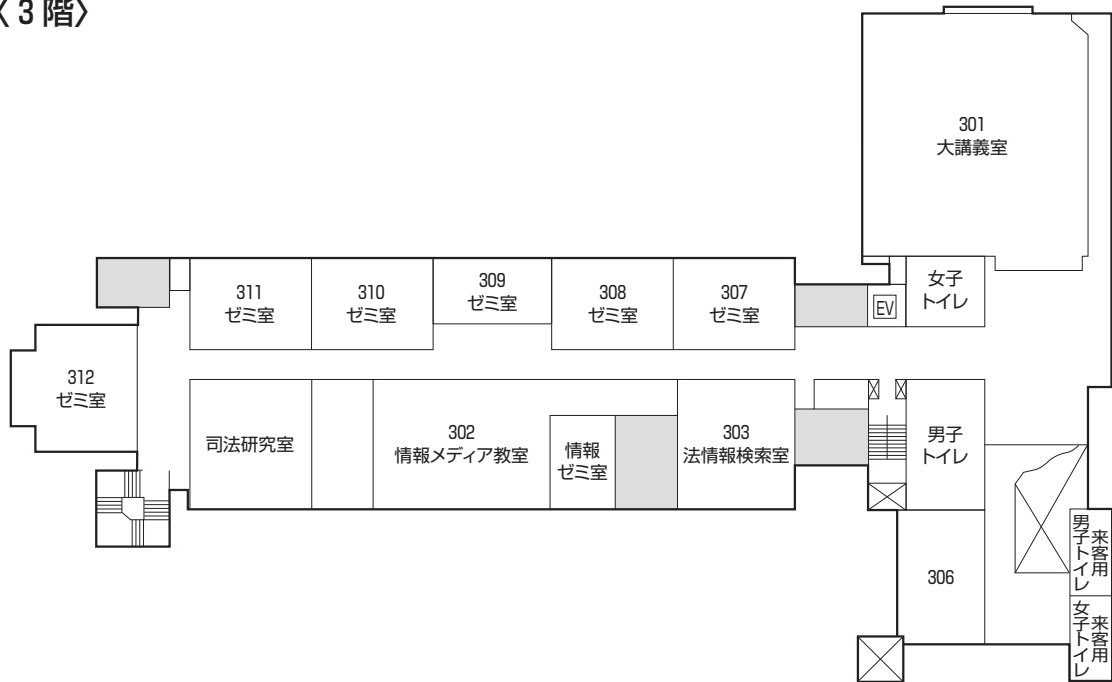 〈3階〉
301
大講義室
311
ゼミ室
310
ゼミ室
309
ゼミ室
308
ゼミ室
307
ゼミ室
EV
女子
トイレ
312
ゼミ室
司法研究室
302
情報メディア教室
情報
ゼミ室
303
法情報検索室
男子
トイレ
306
来客用
男子トイレ
来客用
女子トイレ